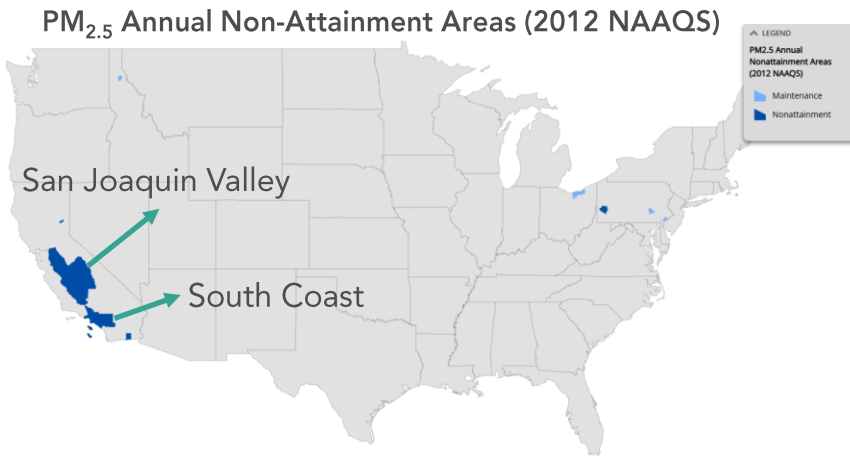 PM2.5 Annual Non-Attainment Areas (2012 NAAQS)
LEGEND
PM2.5 Annual
Nonattainment Areas
(2012 NAAQS)
Maintenance
Nonattainment
San Joaquin Valley
South Coast